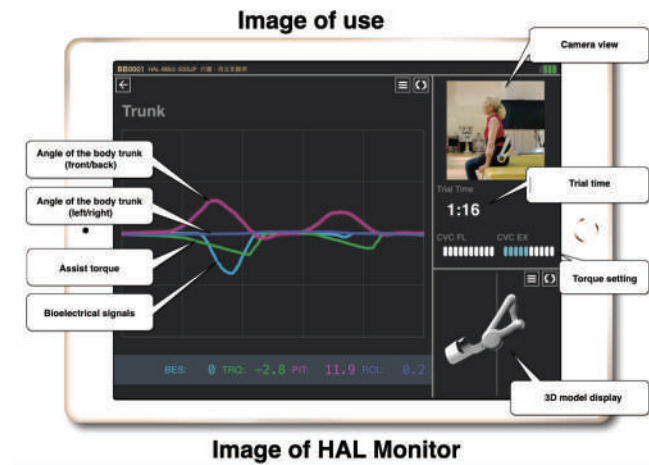 Image of use
Camera view
BB0001
Trunk
Angle of the body trunk
(front/back)
Angle of the body trunk
(left/right)
Assist torque
Bioelectrical signals
Trial Time
1:16
Trial time
CVC FL CVC EX
Torque setting
BES: 0 TRQ: -2.8 PIT: 11.9 ROL: 0.2
3D model display
Image of HAL Monitor